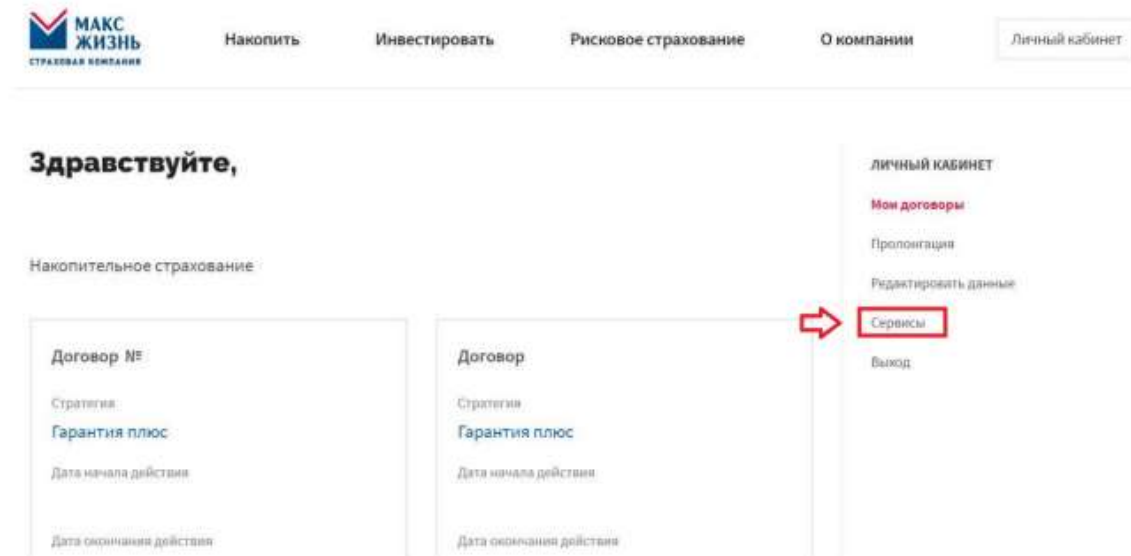 МАКС
ЖИЗНЬ
СТРАХОВАЯ КОМПАНИЯ
Накопить
Инвестировать
Рисковое страхование
О компании
Личный кабинет
Здравствуйте,
Накопительное страхование
Договор №
Стратегия
Гарантия плюс
Дата начала действия
Дата окончания действия
Договор
Стратегия
Гарантия плюс
Дата начала действия
Дата окончания действия
ЛИЧНЫЙ КАБИНЕТ
Мои договоры
Пролонгация
Редактировать данные
Сервисы
Выход